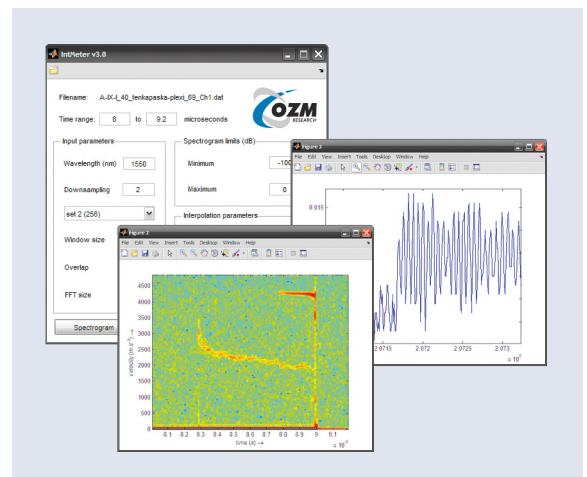 IntMeter v3.0
Filename: A-IX-I_40_tenkapaska-plexi_69_Ch1.dat
Time range: 8 to 9.2 microseconds
OZM
RESEARCH
Input parameters
Wavelength (nm) 1550
Downsampling 2
set 2 (256)
Window size
Overlap
FFT size
Spectrogram
Spectrogram limits (dB)
Minimum -100
Maximum 0
Interpolation parameters
Figure 3
File Edit View Insert Tools Desktop Window Help
0.015
2.0715 2.072 2.0725 2.073
Figure 2
File Edit View Insert Tools Desktop Window Help
velocity (m.s⁻¹) →
4500
4000
3500
3000
2500
2000
1500
1000
500
0
8.1 8.2 8.3 8.4 8.5 8.6 8.7 8.8 8.9 9 9.1
time (s) →